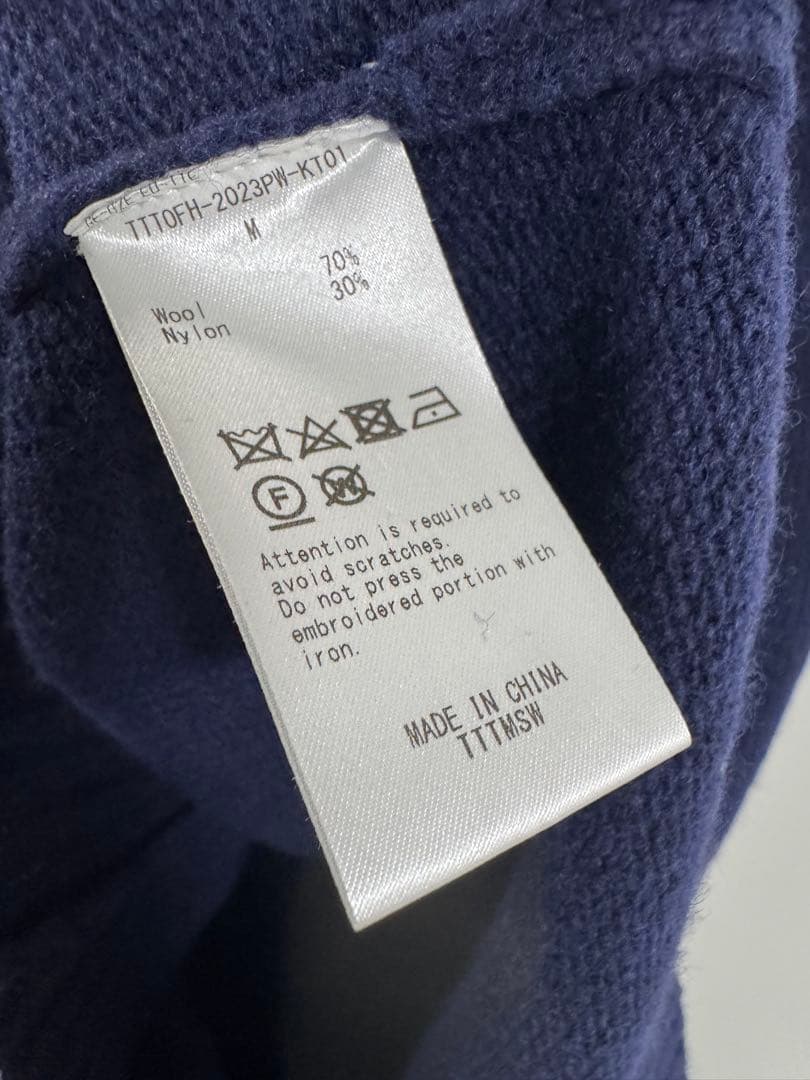 TTTOFH-2023PW-KT01
M
Wool 70%
Nylon 30%
F W
Attention is required to
avoid scratches.
Do not press the
embroidered portion with
iron.
MADE IN CHINA
TTTMSW